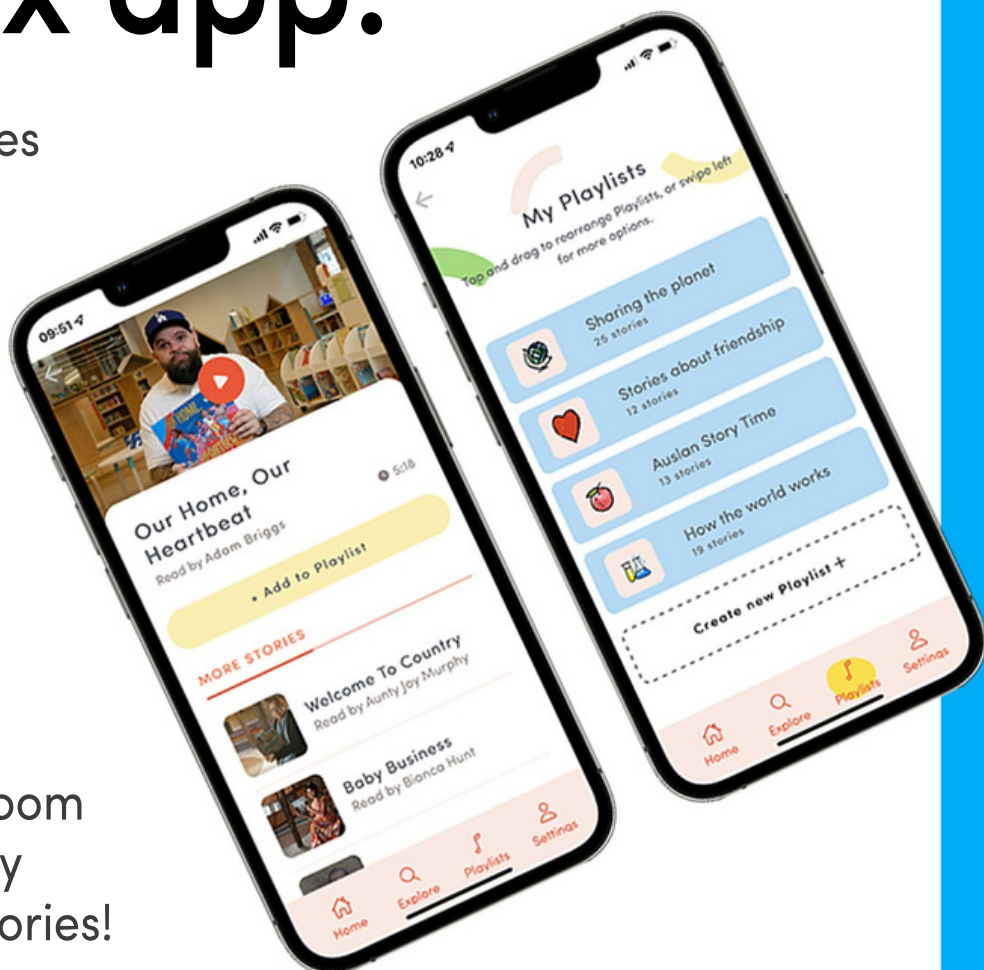 x app.
es
09:51
Our Home, Our
Heartbeat
5:18
Read by Adam Briggs
+ Add to Playlist
MORE STORIES
Welcome To Country
Read by Aunty Joy Murphy
Baby Business
Read by Bianca Hunt
Home
Explore
Playlists
Settings
10:28
My Playlists
Tap and drag to rearrange Playlists, or swipe left
for more options.
Sharing the planet
25 stories
Stories about friendship
12 stories
Auslan Story Time
13 stories
How the world works
19 stories
Create new Playlist +
Home
Explore
Playlists
Settings
oom
y
ories!